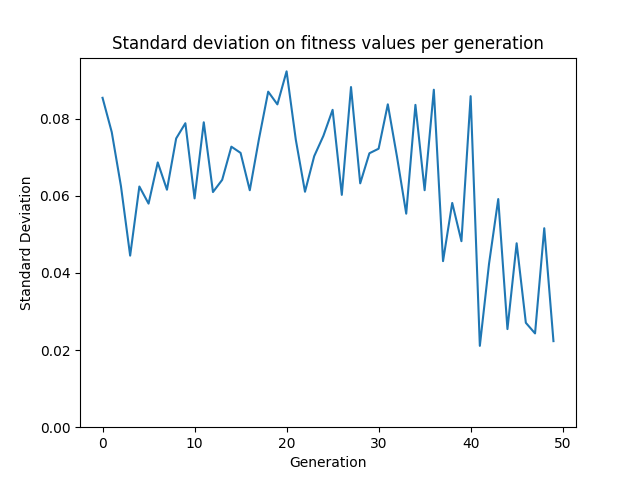 Standard deviation on fitness values per generation
Standard Deviation
0.08
0.06
0.04
0.02
0.00
0 10 20 30 40 50
Generation